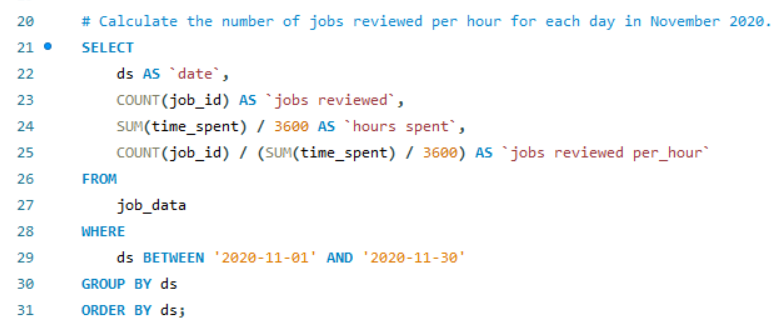 20 # Calculate the number of jobs reviewed per hour for each day in November 2020.
21 SELECT
22 ds AS `date`,
23 COUNT(job_id) AS `jobs reviewed`,
24 SUM(time_spent) / 3600 AS `hours spent`,
25 COUNT(job_id) / (SUM(time_spent) / 3600) AS `jobs reviewed per_hour`
26 FROM
27 job_data
28 WHERE
29 ds BETWEEN '2020-11-01' AND '2020-11-30'
30 GROUP BY ds
31 ORDER BY ds;